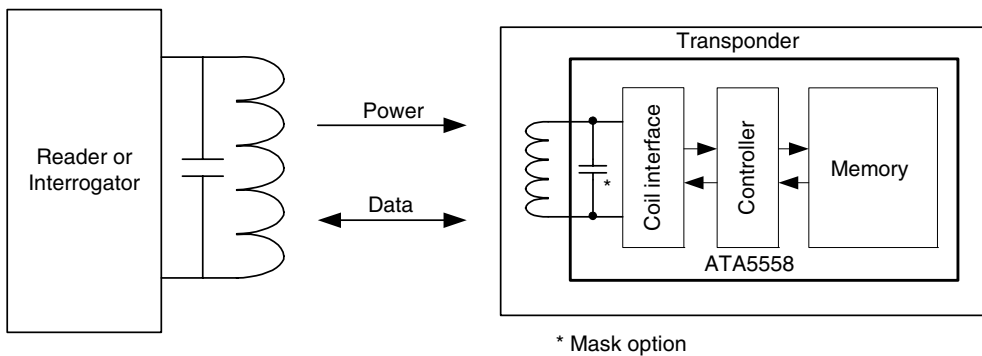 Transponder
Reader or
Interrogator
Power
Data
*
Coil interface
Controller
Memory
ATA5558
* Mask option